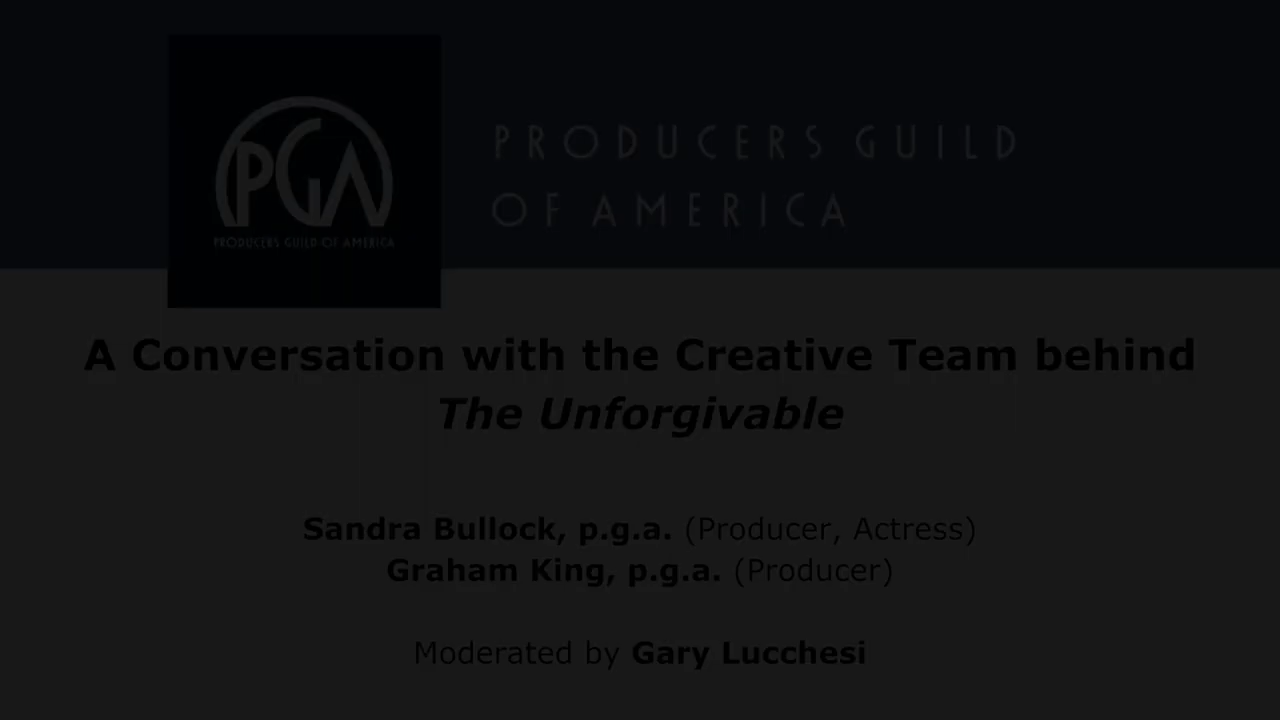 PGA
PRODUCERS GUILD OF AMERICA
PRODUCERS GUILD
OF AMERICA
A Conversation with the Creative Team behind
The Unforgivable
Sandra Bullock, p.g.a. (Producer, Actress)
Graham King, p.g.a. (Producer)
Moderated by Gary Lucchesi